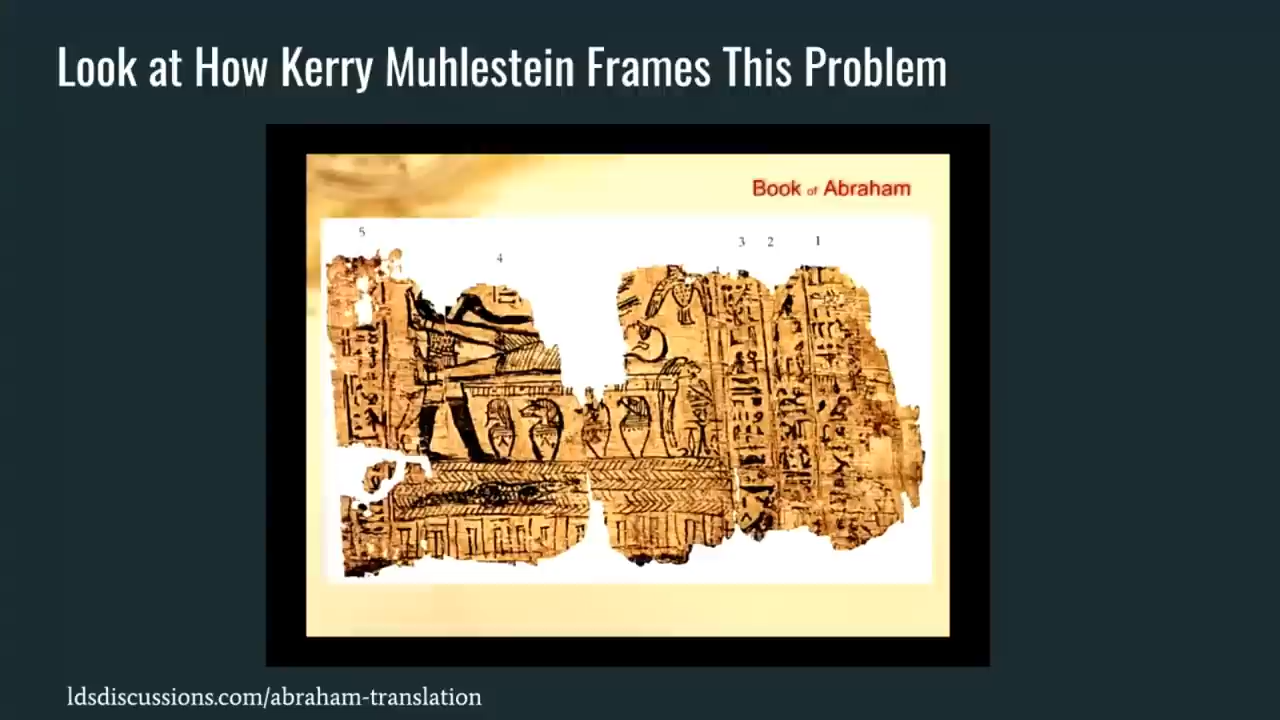 Look at How Kerry Muhlestein Frames This Problem
Book of Abraham
5
4
3 2 1
ldsdiscussions.com/abraham-translation